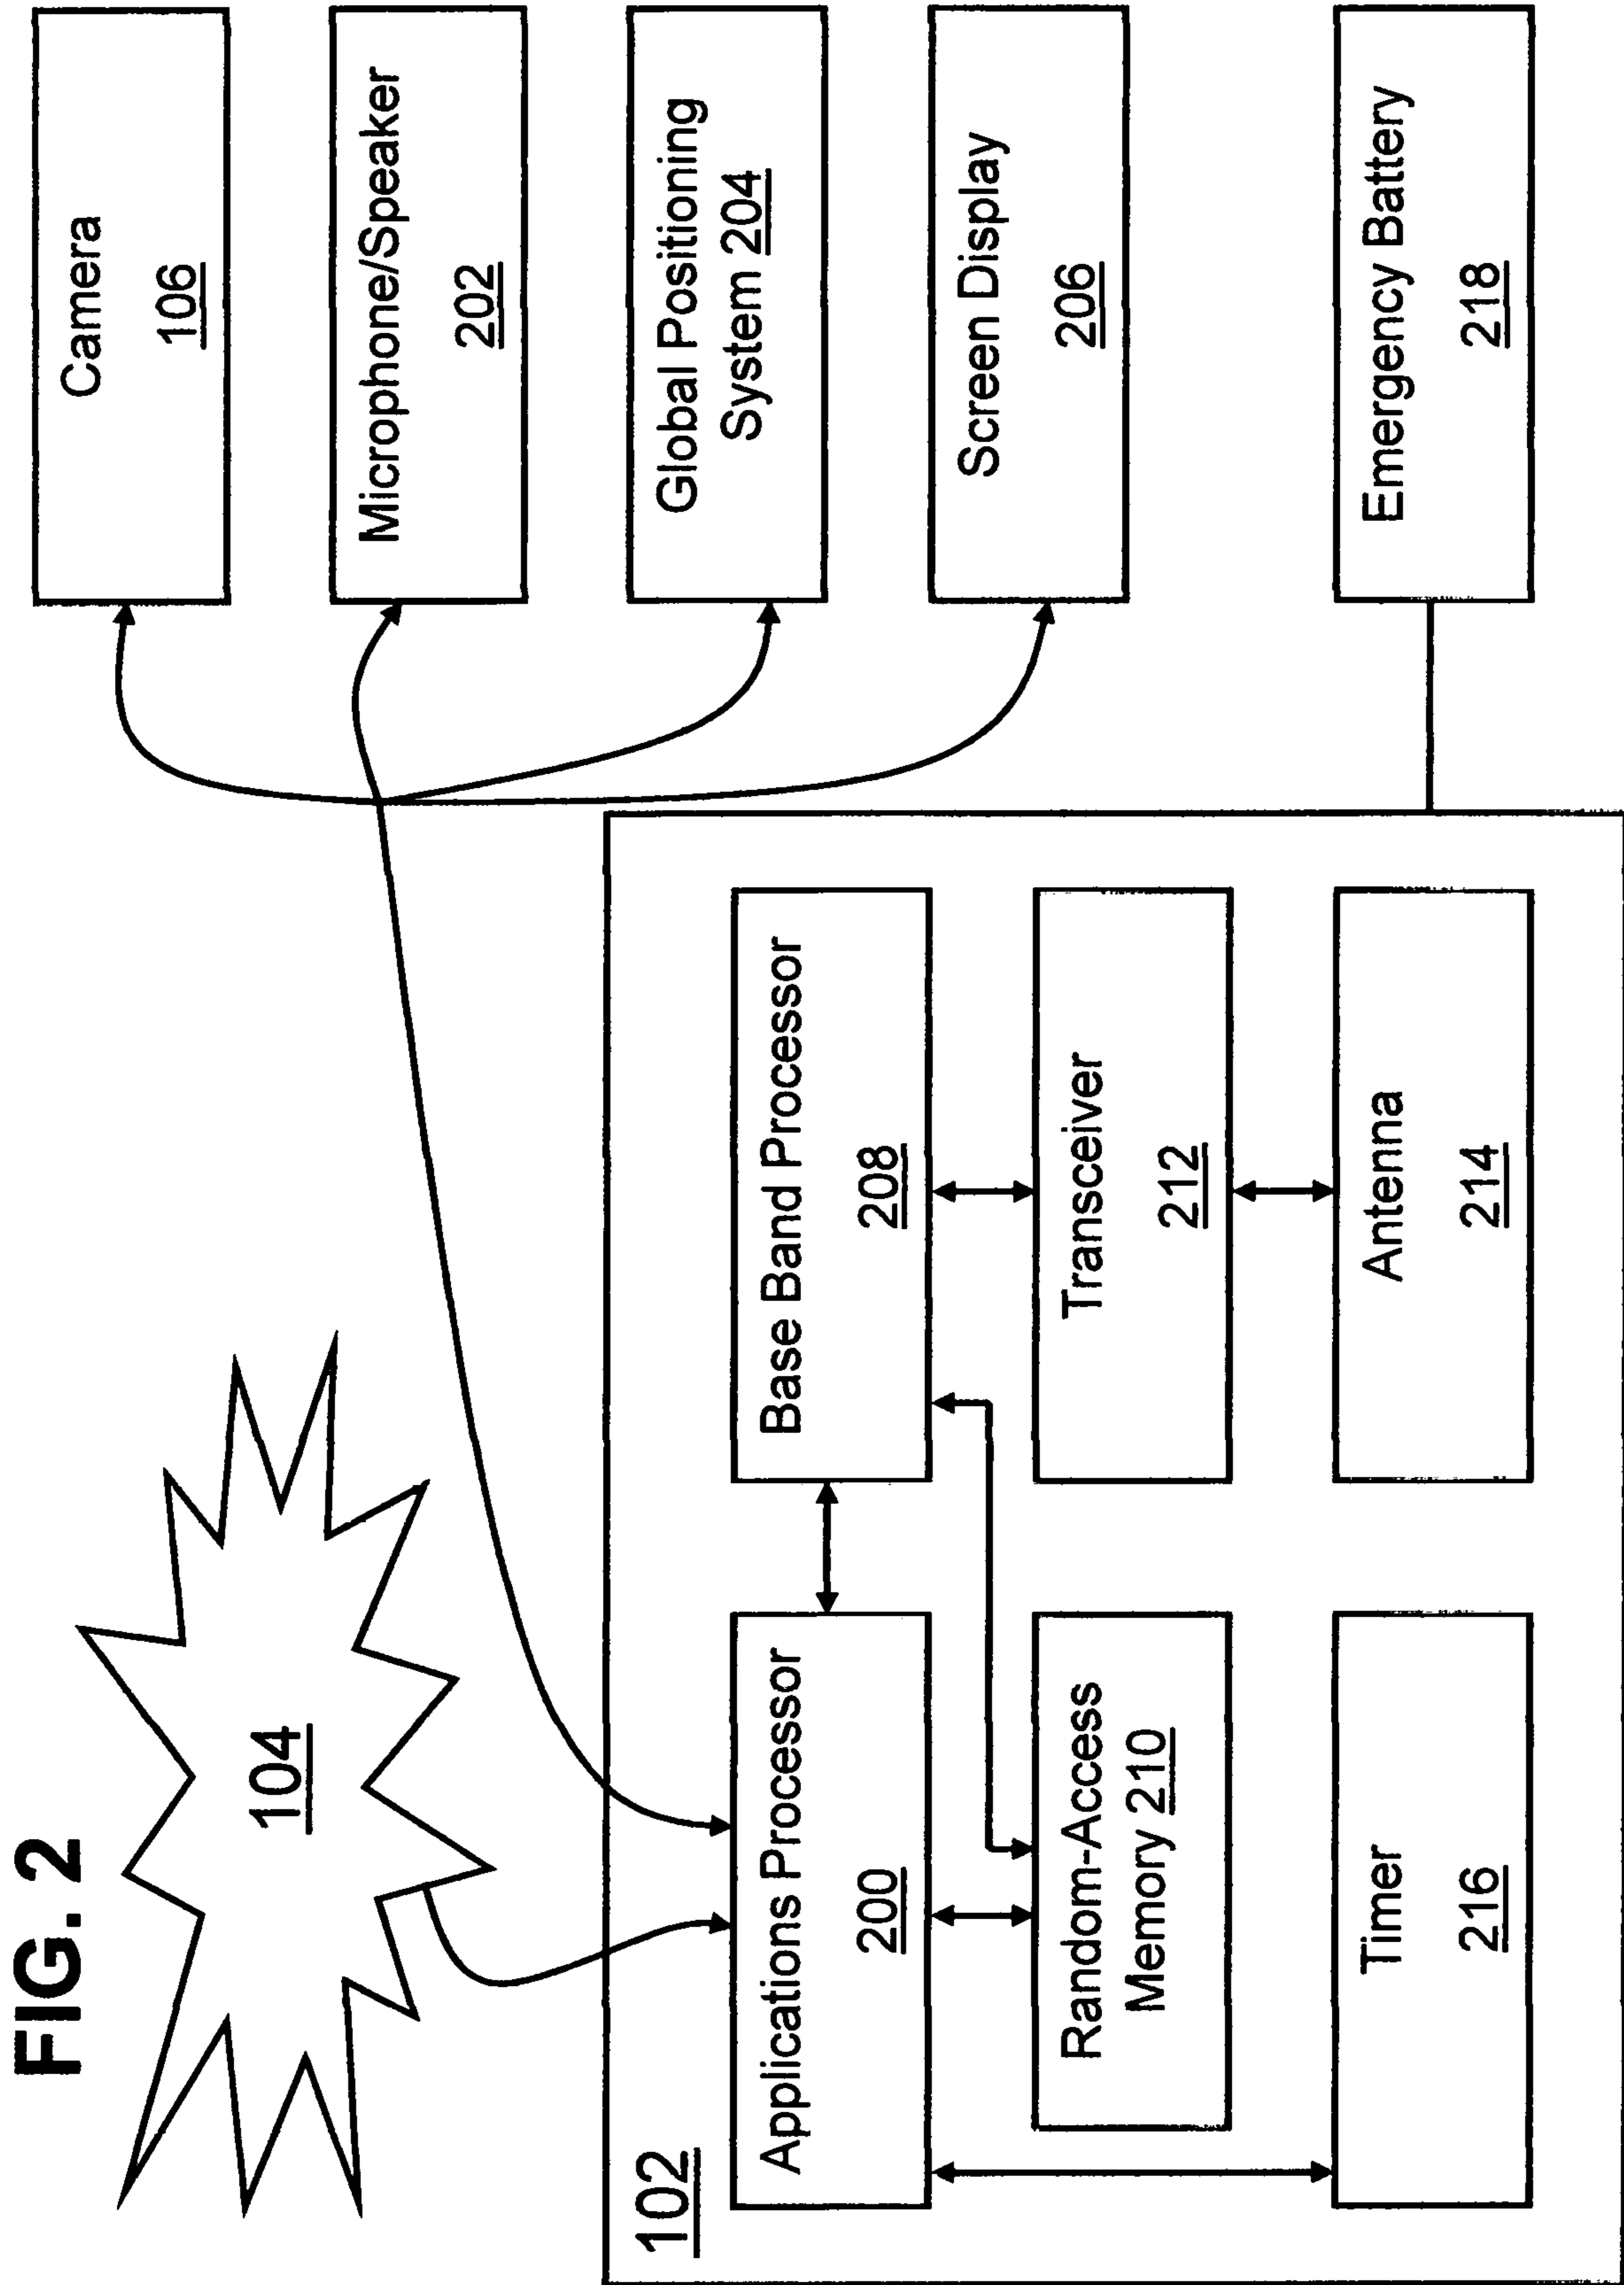 FIG. 2
104
102
Applications Processor
200
Base Band Processor
208
Random-Access
Memory 210
Transceiver
212
Timer
216
Antenna
214
Camera
106
Microphone/Speaker
202
Global Positioning
System 204
Screen Display
206
Emergency Battery
218